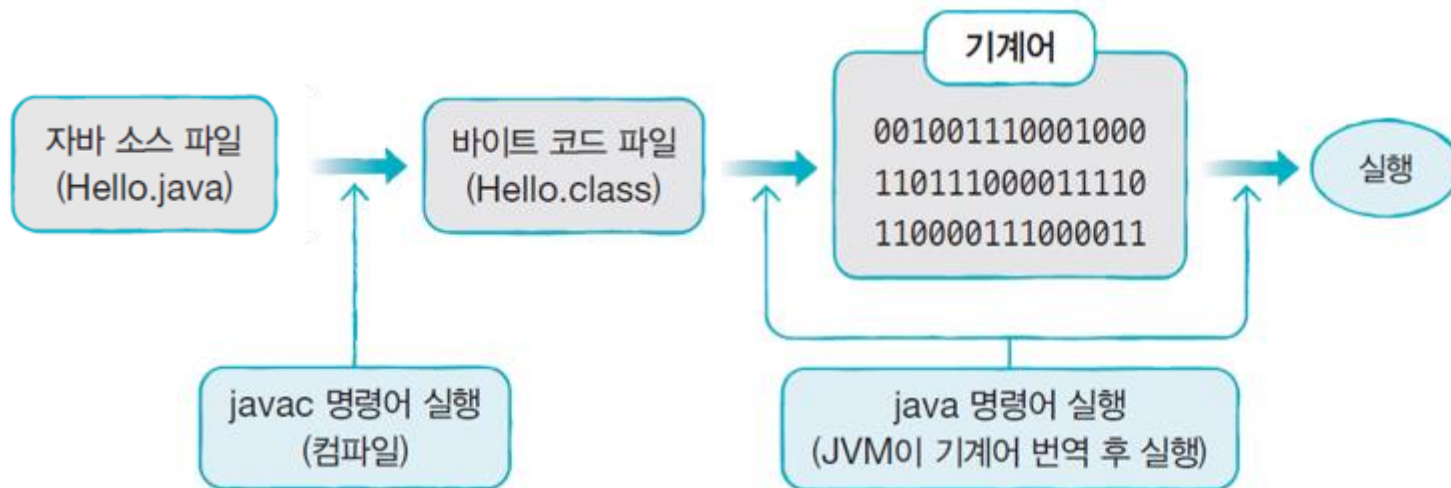 기계어
자바 소스 파일
(Hello.java)
바이트 코드 파일
(Hello.class)
001001110001000
110111000011110
110000111000011
실행
javac 명령어 실행
(컴파일)
java 명령어 실행
(JVM이 기계어 번역 후 실행)